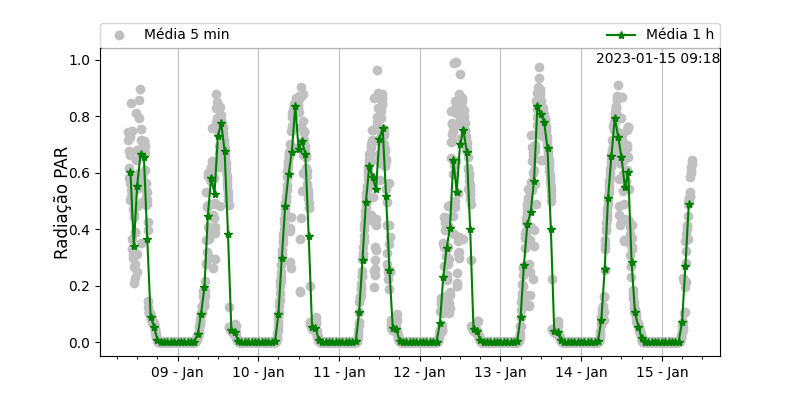 Média 5 min
Média 1 h
2023-01-15 09:18
Radiação PAR
1.0
0.8
0.6
0.4
0.2
0.0
09 - Jan
10 - Jan
11 - Jan
12 - Jan
13 - Jan
14 - Jan
15 - Jan